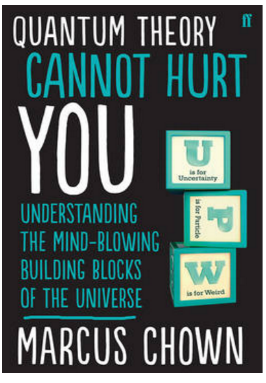 QUANTUM THEORY
ff
CANNOT HURT
YOU
UNDERSTANDING
THE MIND-BLOWING
BUILDING BLOCKS
OF THE UNIVERSE
U
is for
Uncertainty
P
is for Particle
W
is for Weird
MARCUS CHOWN